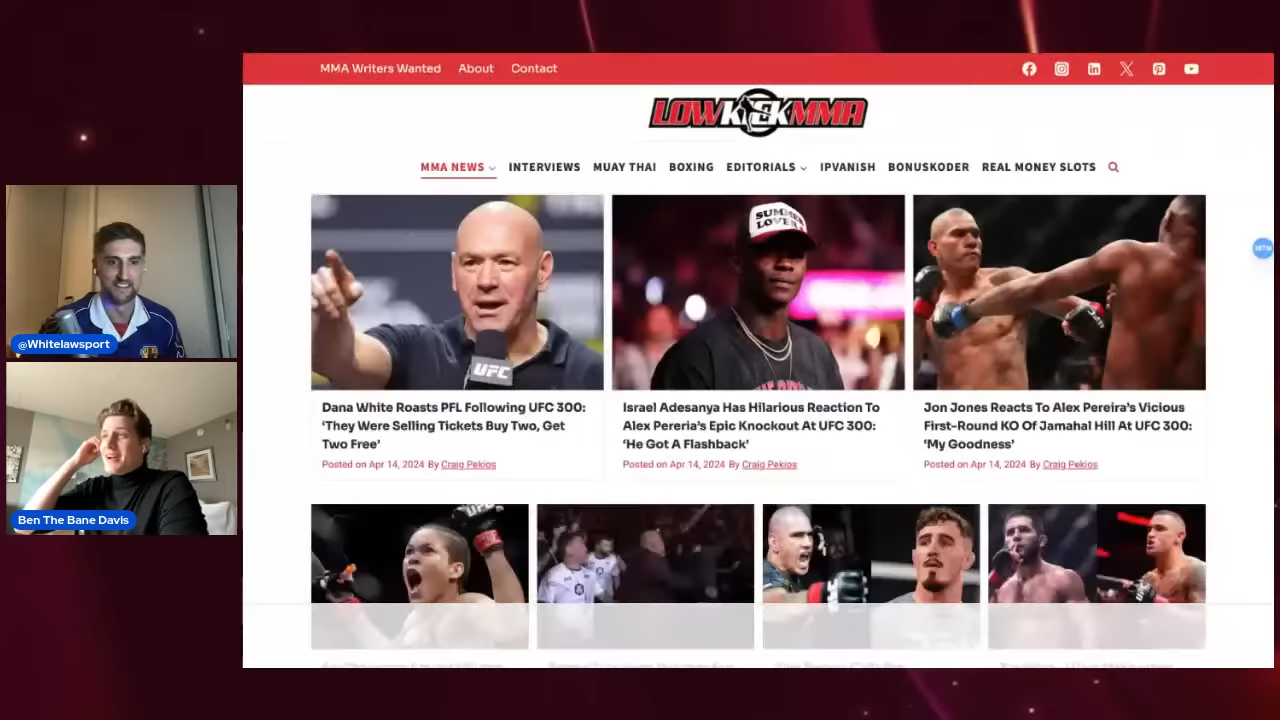 MMA Writers Wanted About Contact
LOWKICKMMA
MMA NEWS INTERVIEWS MUAY THAI BOXING EDITORIALS IPVANISH BONUSKODER REAL MONEY SLOTS
SUMMER
LOVER
UFC
Dana White Roasts PFL Following UFC 300:
'They Were Selling Tickets Buy Two, Get
Two Free'
Posted on Apr 14, 2024 By Craig Pekios
Israel Adesanya Has Hilarious Reaction To
Alex Pereria's Epic Knockout At UFC 300:
'He Got A Flashback'
Posted on Apr 14, 2024 By Craig Pekios
Jon Jones Reacts To Alex Pereira's Vicious
First-Round KO Of Jamahal Hill At UFC 300:
'My Goodness'
Posted on Apr 14, 2024 By Craig Pekios
@Whitelawsport
Ben The Bane Davis